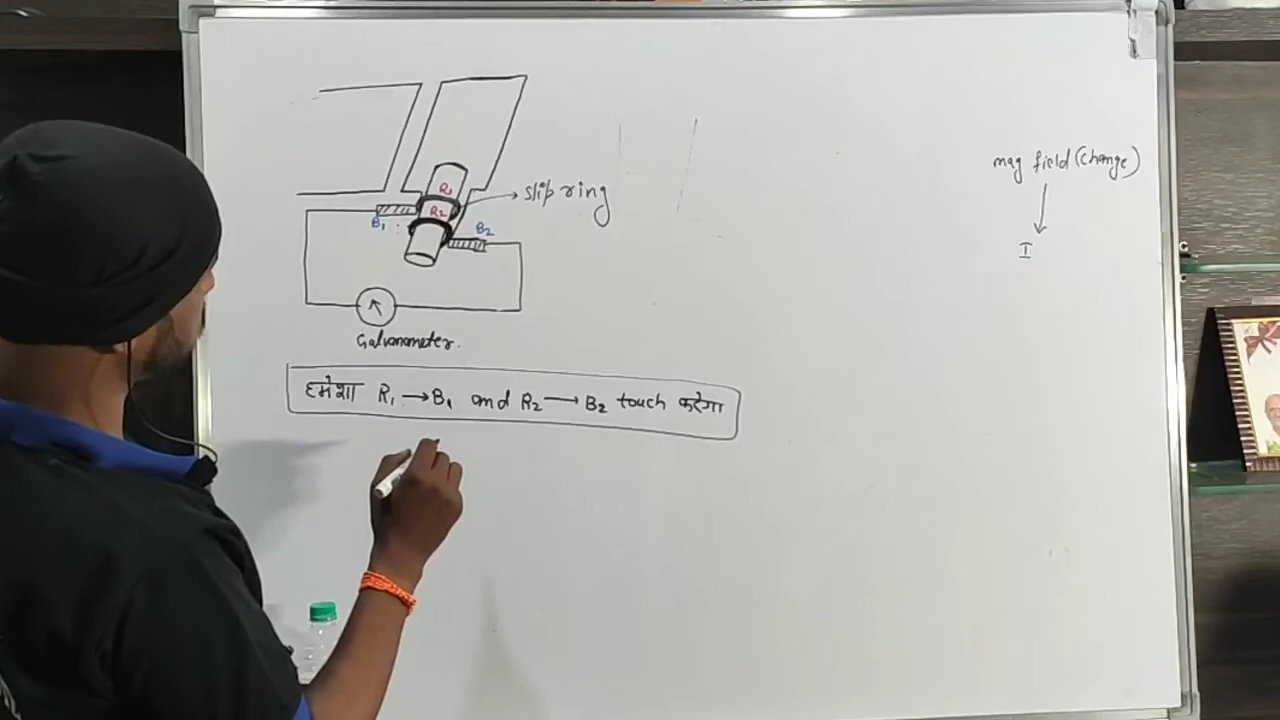 R₁
R₂
slip ring
B₁
B₂
Galvanometer.
mag field (change)
I
हमेशा R₁ → B₁ and R₂ → B₂ touch करेगा